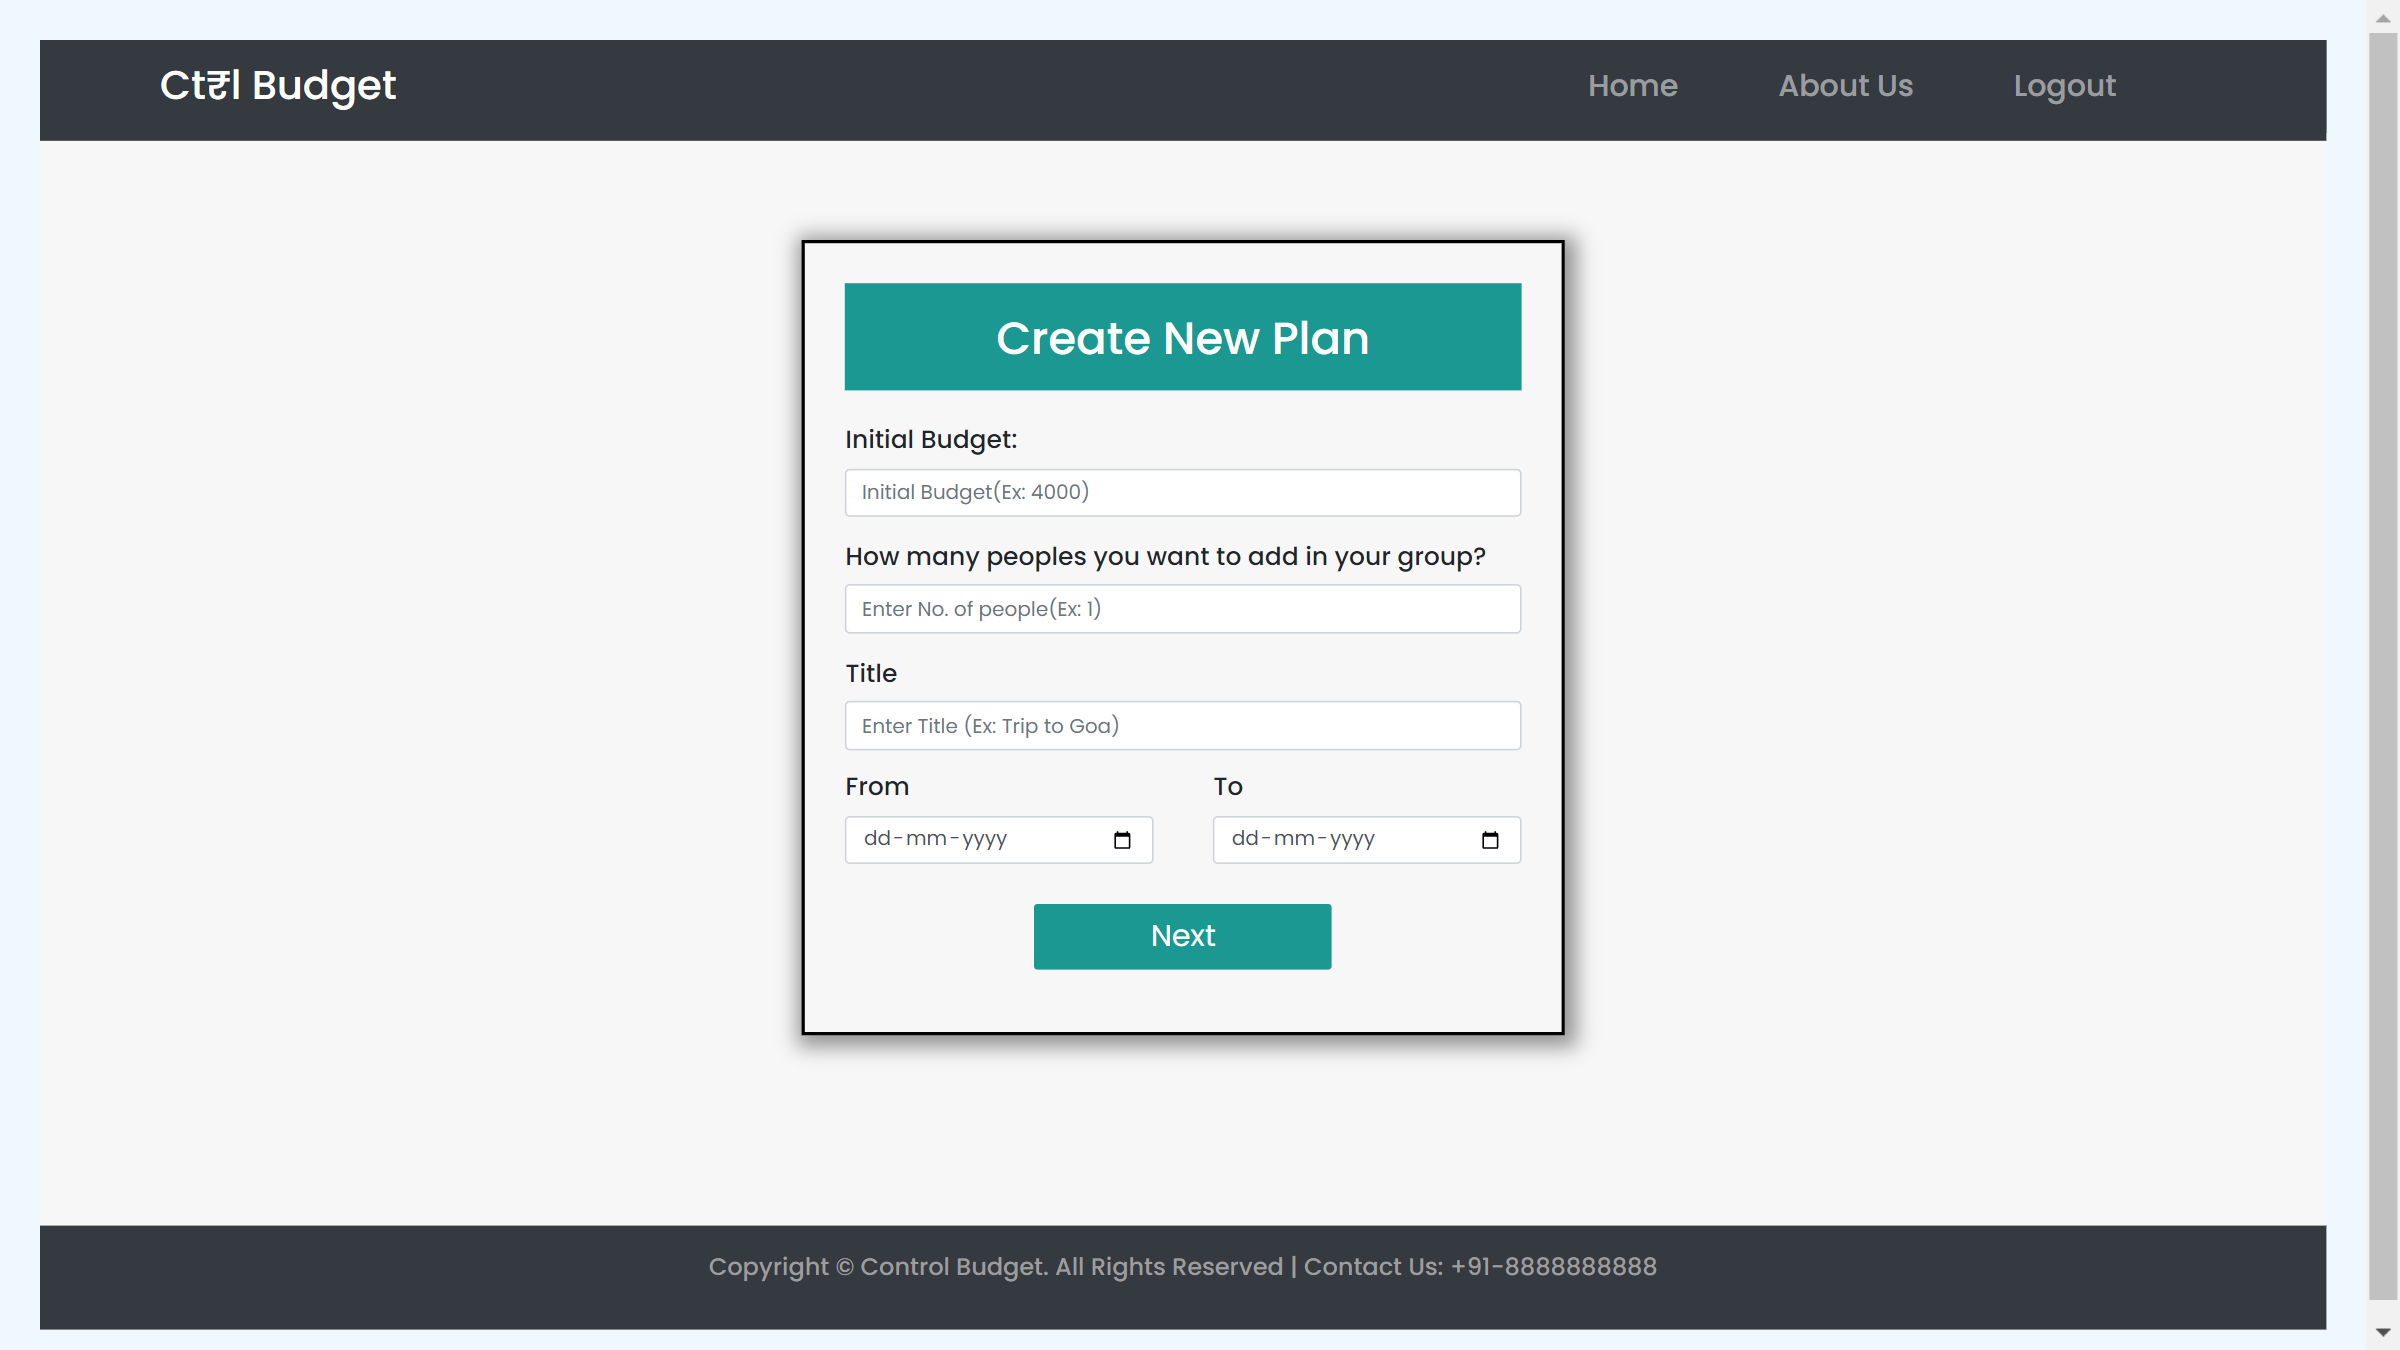 Ct₹l Budget
Home
About Us
Logout
Create New Plan
Initial Budget:
Initial Budget(Ex: 4000)
How many peoples you want to add in your group?
Enter No. of people(Ex: 1)
Title
Enter Title (Ex: Trip to Goa)
From
To
dd-mm-yyyy
dd-mm-yyyy
Next
Copyright © Control Budget. All Rights Reserved | Contact Us: +91-8888888888